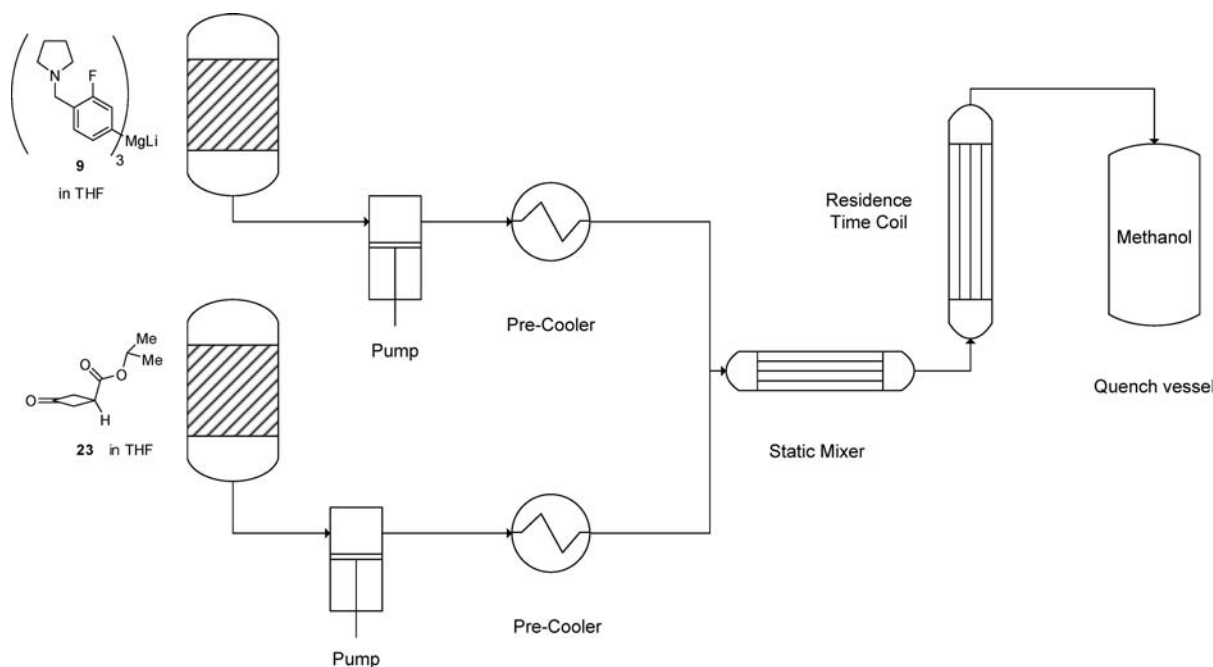 N
F
MgLi
3
9
in THF
Pump
Pre-Cooler
O
O
Me
Me
O
H
23 in THF
Pump
Pre-Cooler
Static Mixer
Residence
Time Coil
Methanol
Quench vessel